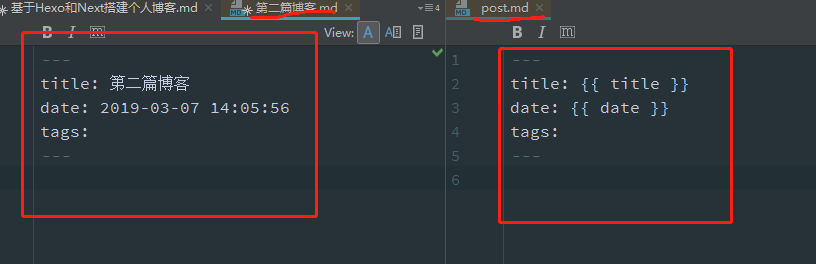 基于Hexo和Next搭建个人博客.md
第二篇博客.md
4
post.md
B I m
View: A A
B I m
---
title: 第二篇博客
date: 2019-03-07 14:05:56
tags:
---
1 ---
2 title: {{ title }}
3 date: {{ date }}
4 tags:
5 ---
6